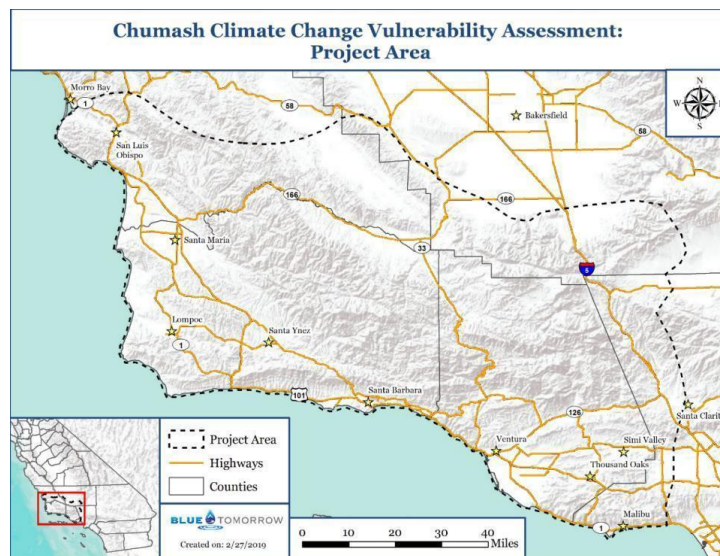 Chumash Climate Change Vulnerability Assessment:
Project Area
Morro Bay
1
58
N
W E
S
Bakersfield
58
San Luis
Obispo
166
166
33
Santa Maria
5
Lompoc
Santa Ynez
1
101
Santa Barbara
126
Santa Clarit
Ventura
Simi Valley
Thousand Oaks
Malibu
1
Project Area
Highways
Counties
BLUE TOMORROW
Created on: 2/27/2019
0 10 20 30 40
Miles